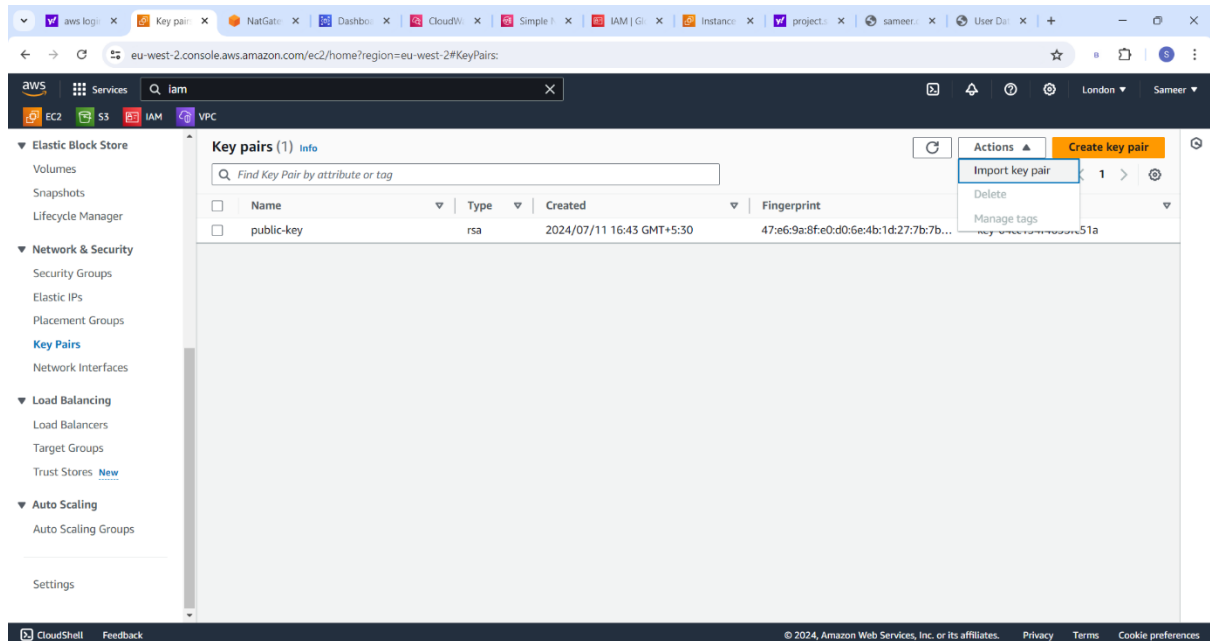 aws logi
Key pain
NatGate
Dashboa
CloudW
Simple N
IAM | Gl
Instance
project.s
sameer.c
User Dat
eu-west-2.console.aws.amazon.com/ec2/home?region=eu-west-2#KeyPairs:
B
S
aws
Services
iam
London
Sameer
EC2
S3
IAM
VPC
Elastic Block Store
Volumes
Snapshots
Lifecycle Manager
Network & Security
Security Groups
Elastic IPs
Placement Groups
Key Pairs
Network Interfaces
Load Balancing
Load Balancers
Target Groups
Trust Stores New
Auto Scaling
Auto Scaling Groups
Settings
Key pairs (1) Info
Actions
Create key pair
Find Key Pair by attribute or tag
Import key pair
1
Delete
Manage tags
Name Type Created Fingerprint
public-key rsa 2024/07/11 16:43 GMT+5:30 47:e6:9a:8f:e0:d0:6e:4b:1d:27:7b:7b...
CloudShell Feedback
© 2024, Amazon Web Services, Inc. or its affiliates. Privacy Terms Cookie preferences